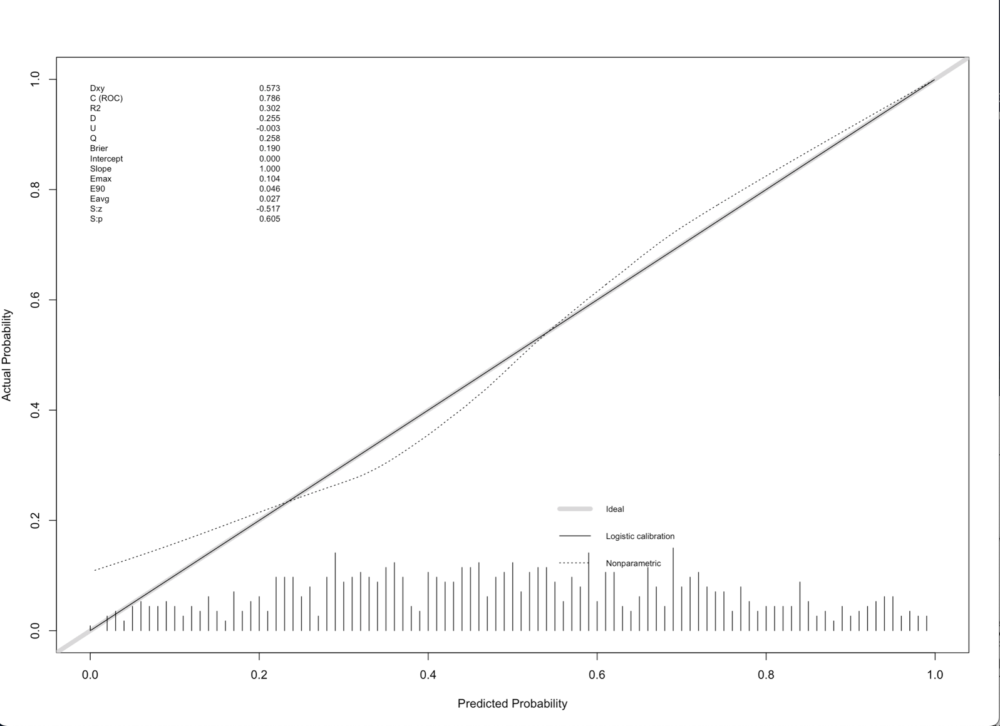 Dxy 0.573
C (ROC) 0.786
R2 0.302
D 0.255
U -0.003
Q 0.258
Brier 0.190
Intercept 0.000
Slope 1.000
Emax 0.104
E90 0.046
Eavg 0.027
S:z -0.517
S:p 0.605
Actual Probability
1.0
0.8
0.6
0.4
0.2
0.0
Ideal
Logistic calibration
Nonparametric
0.0 0.2 0.4 0.6 0.8 1.0
Predicted Probability